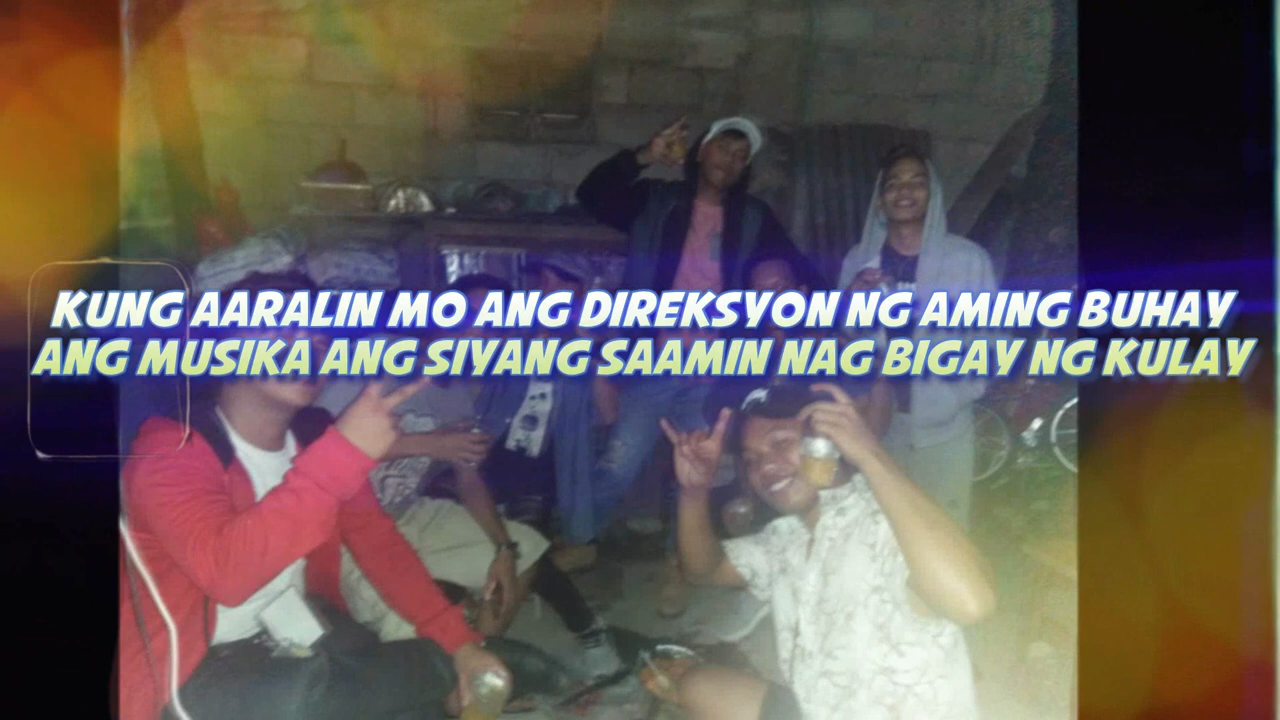 KUNG AARALIN MO ANG DIREKSYON NG AMING BUHAY
ANG MUSIKA ANG SIYANG SAAMIN NAG BIGAY NG KULAY